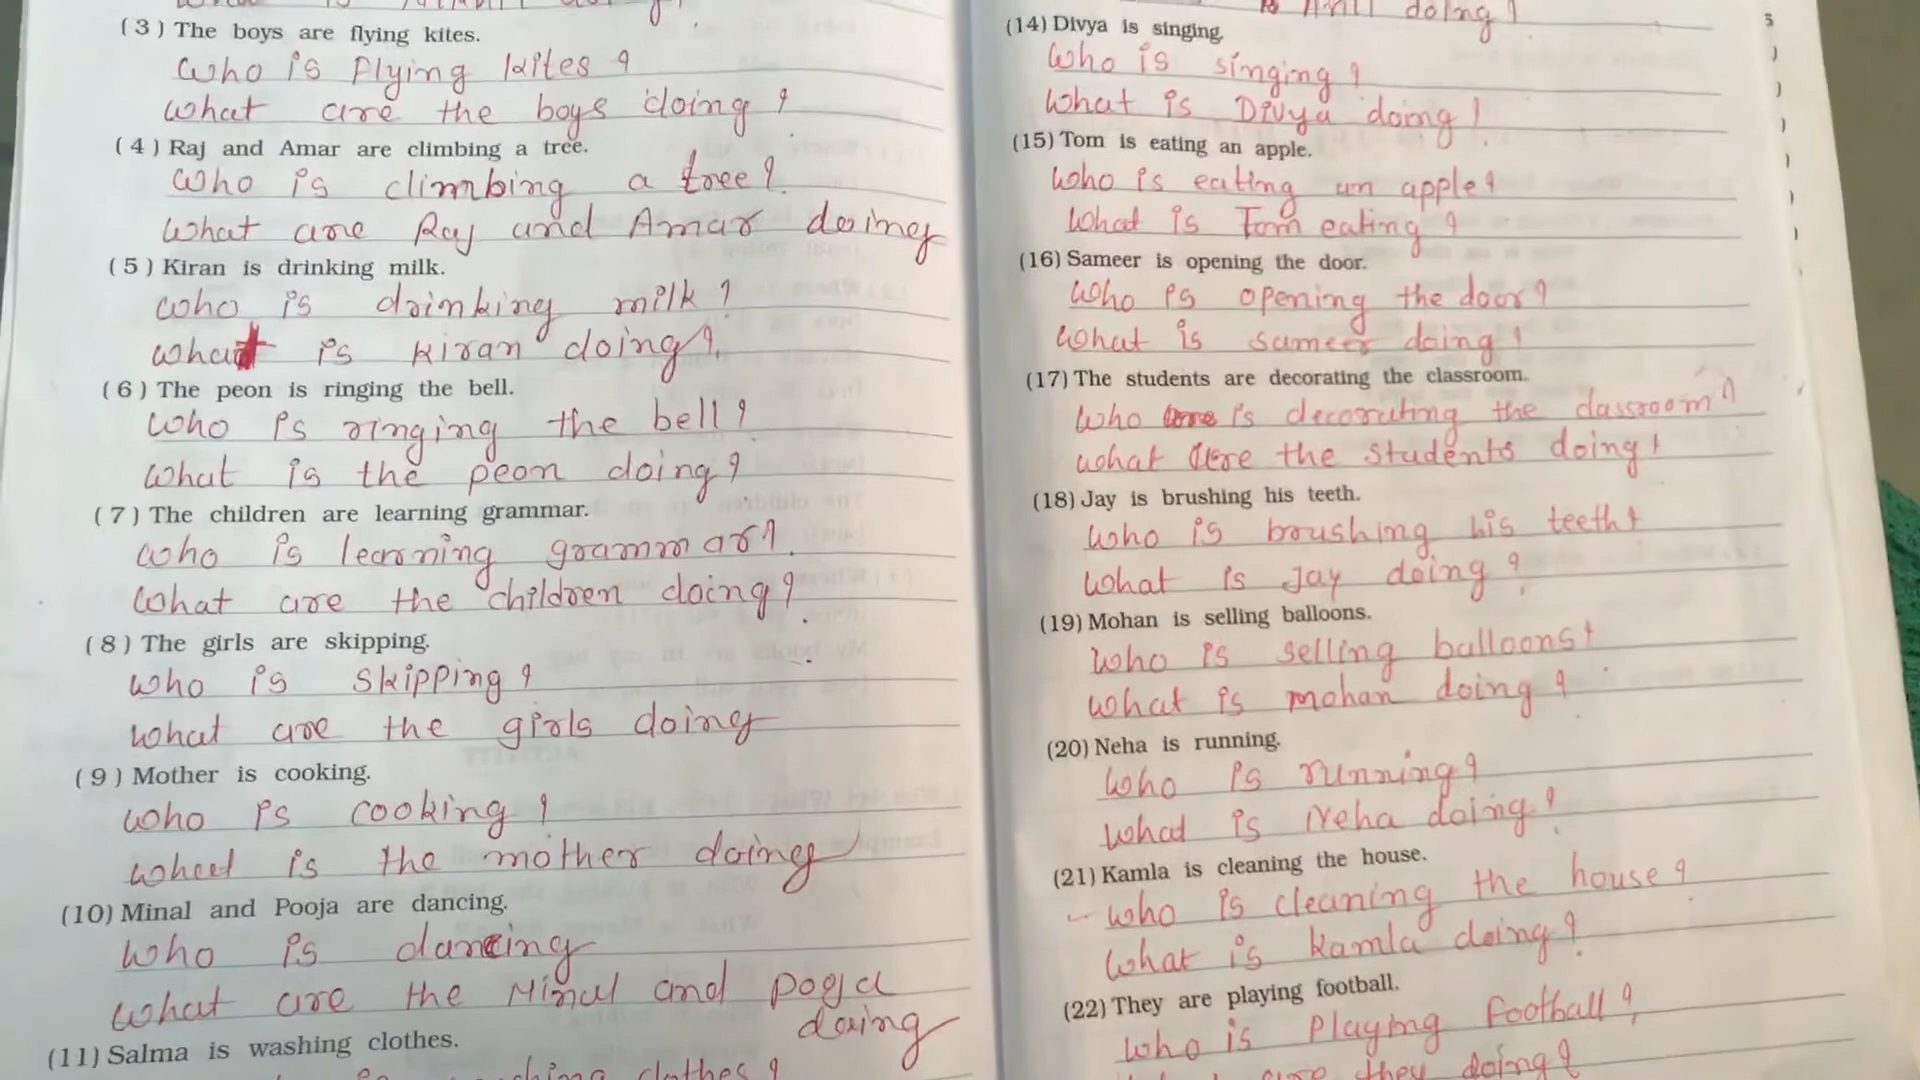 (3) The boys are flying kites.
Who is flying kites ?
What are the boys doing ?
(4) Raj and Amar are climbing a tree.
Who is climbing a tree ?
What are Raj and Amar doing
(5) Kiran is drinking milk.
Who is drinking milk ?
What is Kiran doing ?
(6) The peon is ringing the bell.
Who is ringing the bell ?
What is the peon doing ?
(7) The children are learning grammar.
Who is learning grammar ?
What are the children doing ?
(8) The girls are skipping.
Who is skipping ?
What are the girls doing
(9) Mother is cooking.
Who is cooking ?
What is the mother doing
(10) Minal and Pooja are dancing.
Who is dancing
What are the Minal and Pooja
doing
(11) Salma is washing clothes.
clothes ?
doing ?
(14) Divya is singing.
Who is singing ?
What is Divya doing ?
(15) Tom is eating an apple.
Who is eating an apple ?
What is Tom eating ?
(16) Sameer is opening the door.
Who is opening the door ?
What is sameer doing ?
(17) The students are decorating the classroom.
Who is decorating the classroom ?
What are the students doing ?
(18) Jay is brushing his teeth.
Who is brushing his teeth ?
What is Jay doing ?
(19) Mohan is selling balloons.
Who is selling balloons ?
What is mohan doing ?
(20) Neha is running.
Who is running ?
What is Neha doing ?
(21) Kamla is cleaning the house.
Who is cleaning the house ?
What is kamla doing ?
(22) They are playing football.
Who is Playing football ?
are they doing ?